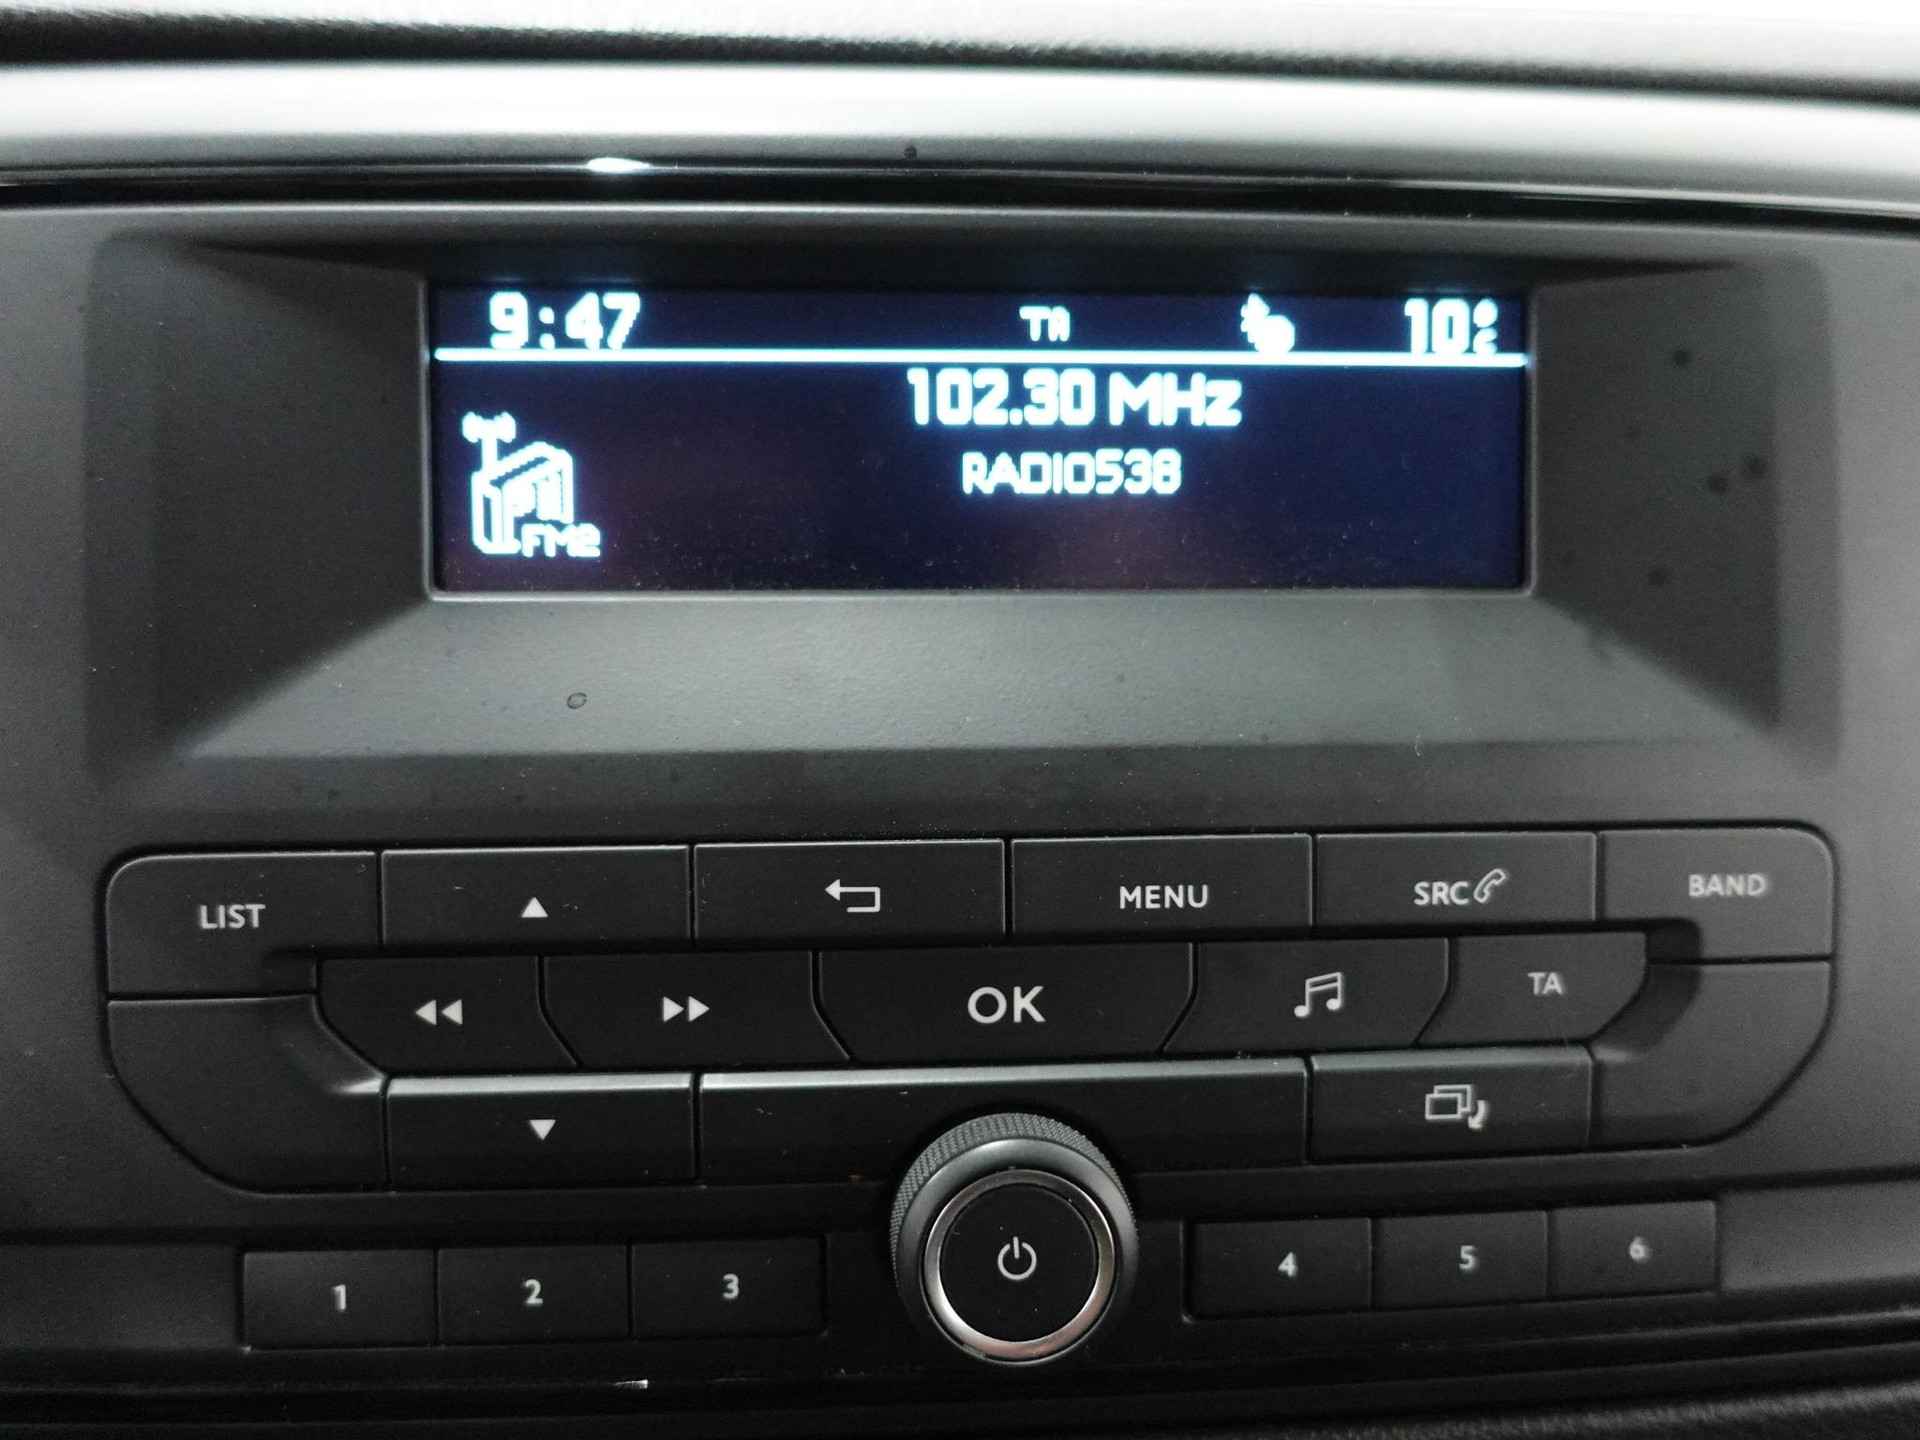 9:47 TA 10°C
102.30 MHz
RADIO538
FM2
LIST MENU SRC BAND
OK TA
1 2 3 4 5 6